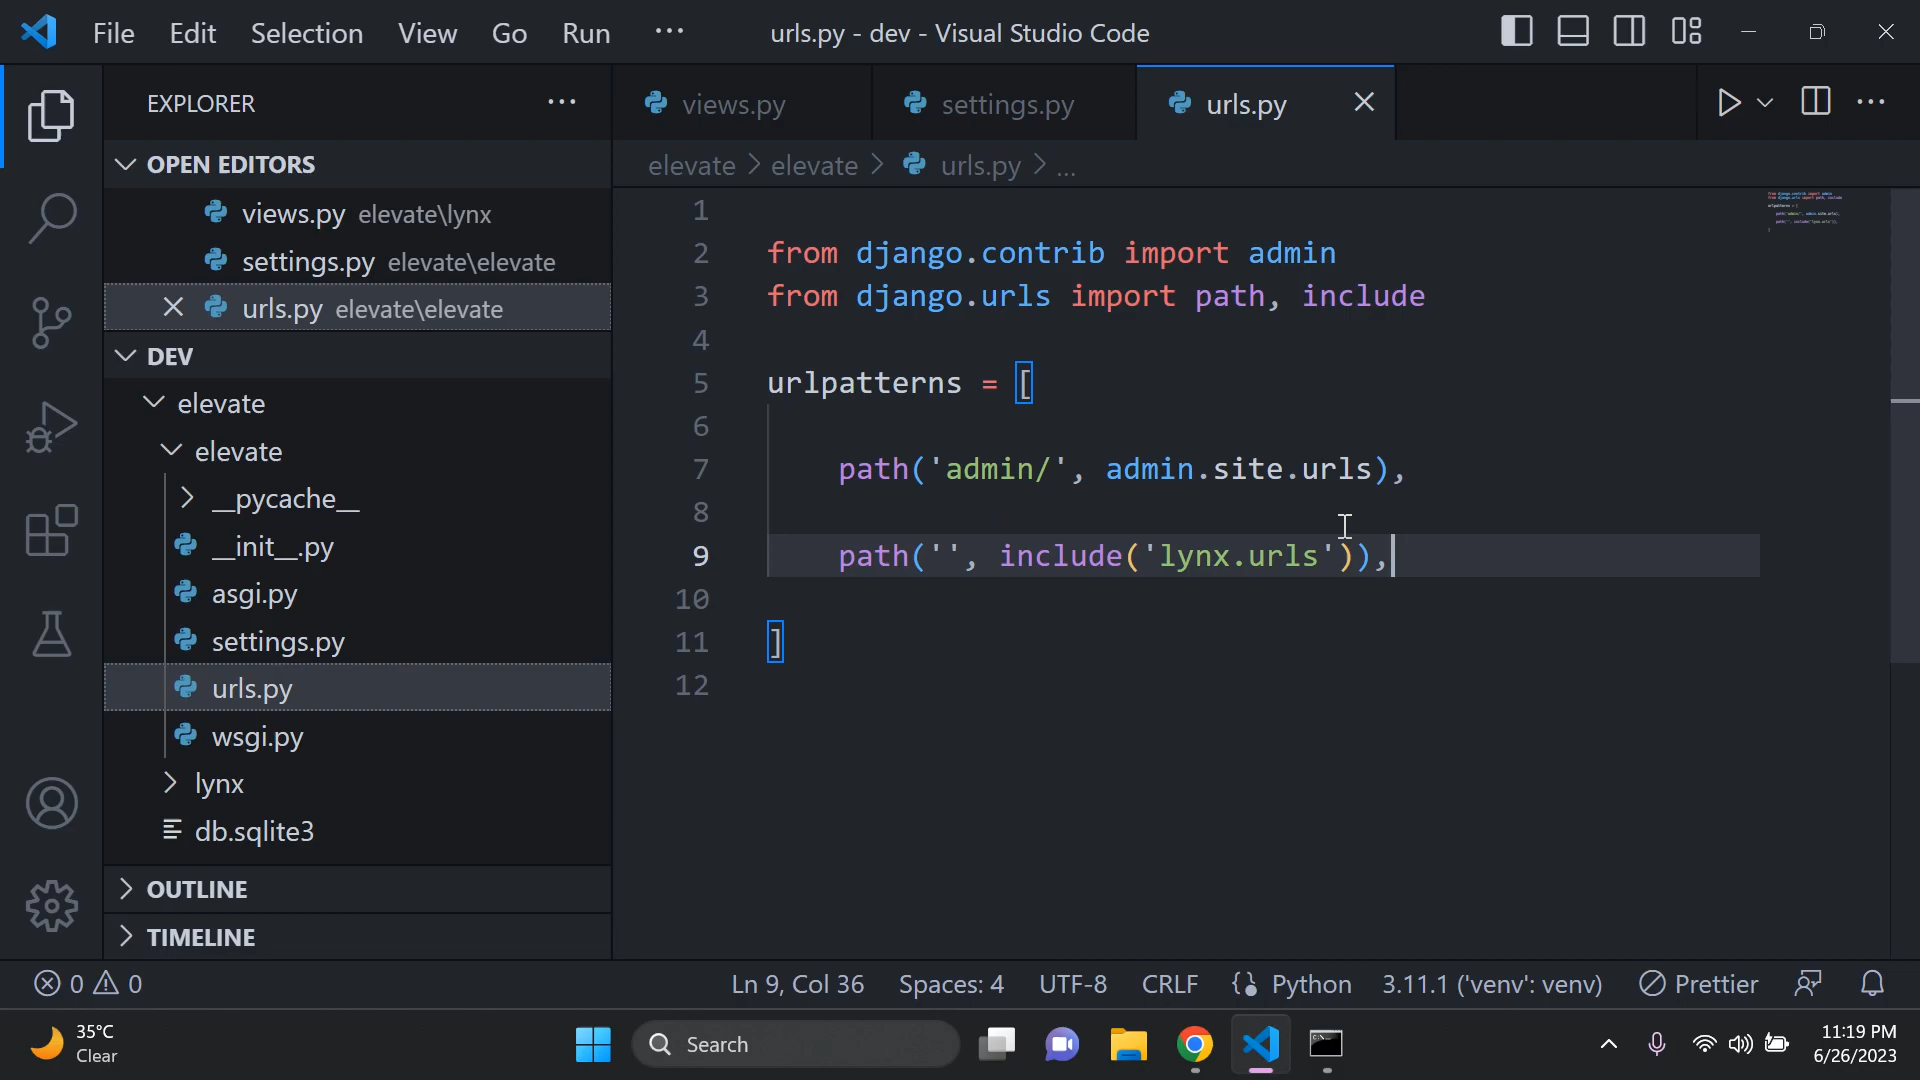 File Edit Selection View Go Run ··· urls.py - dev - Visual Studio Code
EXPLORER ···
OPEN EDITORS
views.py elevate\lynx
settings.py elevate\elevate
urls.py elevate\elevate
DEV
elevate
elevate
__pycache__
__init__.py
asgi.py
settings.py
urls.py
wsgi.py
lynx
db.sqlite3
OUTLINE
TIMELINE
views.py settings.py urls.py
elevate > elevate > urls.py > ...
1
2 from django.contrib import admin
3 from django.urls import path, include
4
5 urlpatterns = [
6
7 path('admin/', admin.site.urls),
8
9 path('', include('lynx.urls')),
10
11 ]
12
0 0 Ln 9, Col 36 Spaces: 4 UTF-8 CRLF Python 3.11.1 ('venv': venv) Prettier
35°C
Clear
Search
11:19 PM
6/26/2023